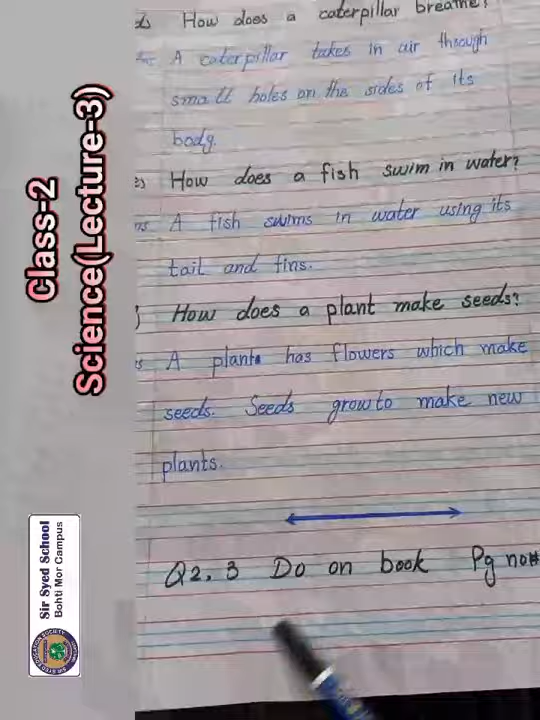 How does a caterpillar breathe?
A caterpillar takes in air through
small holes on the sides of its
body.
How does a fish swim in water?
A fish swims in water using its
tail and fins.
How does a plant make seeds?
A plant has flowers which make
seeds. Seeds grow to make new
plants.
Q2, 3 Do on book Pg no
Class-2
Science(Lecture-3)
Sir Syed School
Bohti Mor Campus